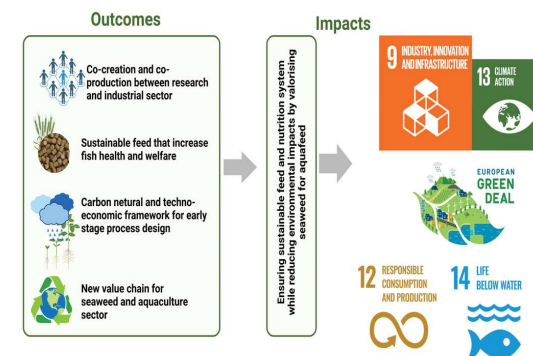 Outcomes
Co-creation and co-
production between research
and industrial sector
Sustainable feed that increase
fish health and welfare
Carbon netural and techno-
economic framework for early
stage process design
New value chain for
seaweed and aquaculture
sector
Impacts
Ensuring sustainable feed and nutrition system
while reducing environmental impacts by valorising
seaweed for aquafeed
9 INDUSTRY, INNOVATION
AND INFRASTRUCTURE
13 CLIMATE
ACTION
EUROPEAN
GREEN
DEAL
12 RESPONSIBLE
CONSUMPTION
AND PRODUCTION
14 LIFE
BELOW WATER